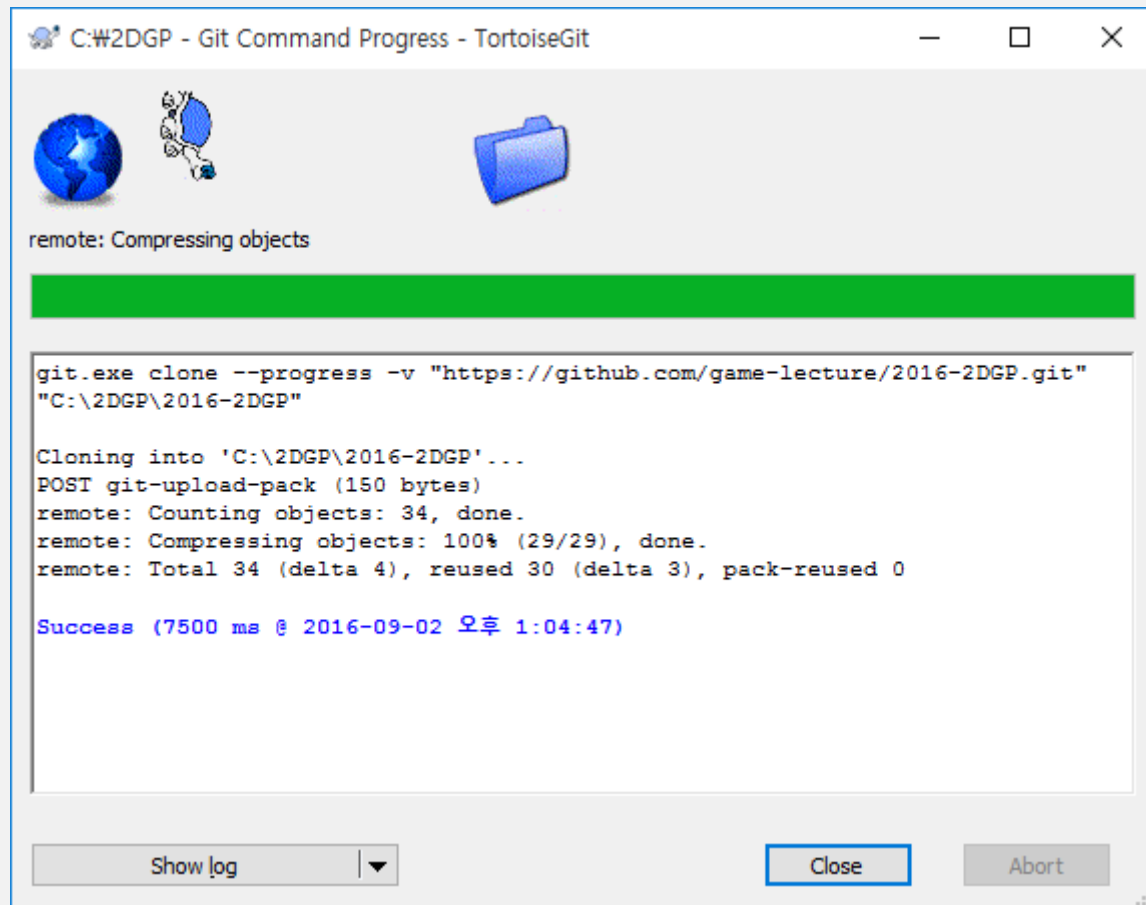 C:₩2DGP - Git Command Progress - TortoiseGit
remote: Compressing objects
git.exe clone --progress -v "https://github.com/game-lecture/2016-2DGP.git"
"C:\2DGP\2016-2DGP"
Cloning into 'C:\2DGP\2016-2DGP'...
POST git-upload-pack (150 bytes)
remote: Counting objects: 34, done.
remote: Compressing objects: 100% (29/29), done.
remote: Total 34 (delta 4), reused 30 (delta 3), pack-reused 0
Success (7500 ms @ 2016-09-02 오후 1:04:47)
Show log
Close
Abort